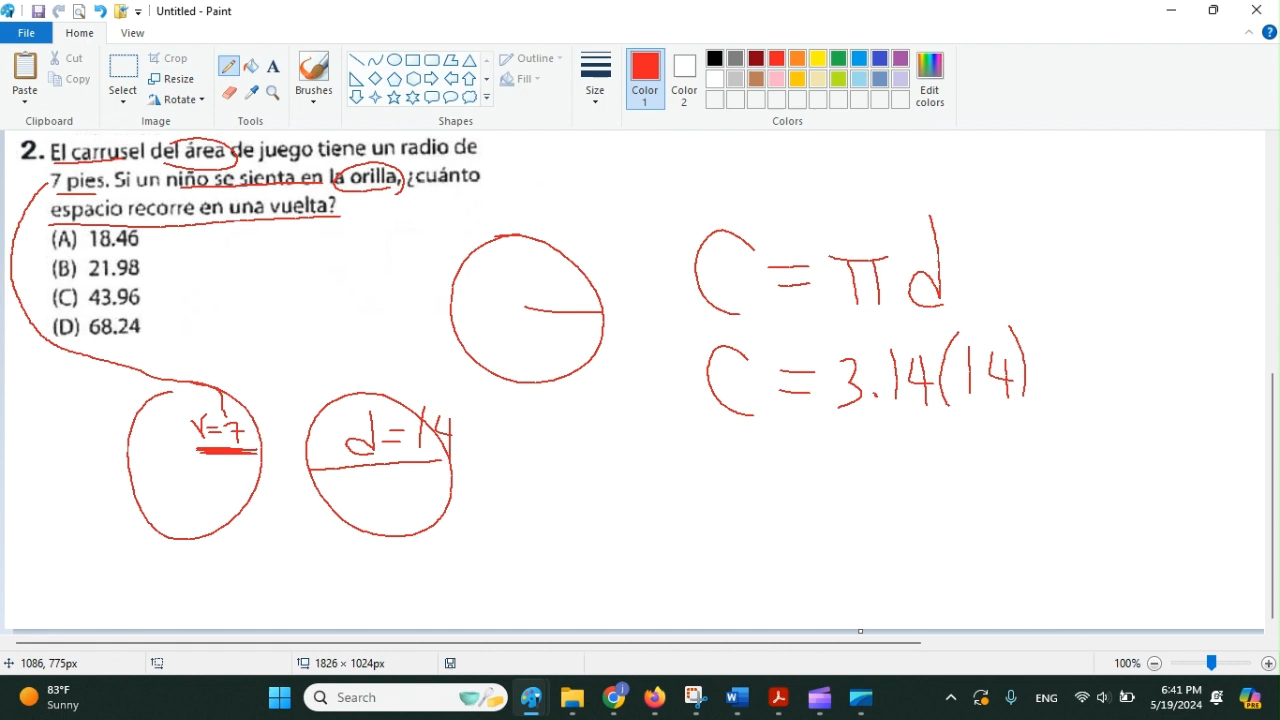 Untitled - Paint
File Home View
Paste
Cut
Copy
Clipboard
Select
Crop
Resize
Rotate
Image
Tools
Brushes
Outline
Fill
Shapes
Size
Color 1
Color 2
Edit colors
Colors
2. El carrusel del área de juego tiene un radio de
7 pies. Si un niño se sienta en la orilla, ¿cuánto
espacio recorre en una vuelta?
(A) 18.46
(B) 21.98
(C) 43.96
(D) 68.24
C = π d
C = 3.14(14)
r=7
d=14
1086, 775px
1826 × 1024px
100%
83°F
Sunny
Search
ENG
6:41 PM
5/19/2024